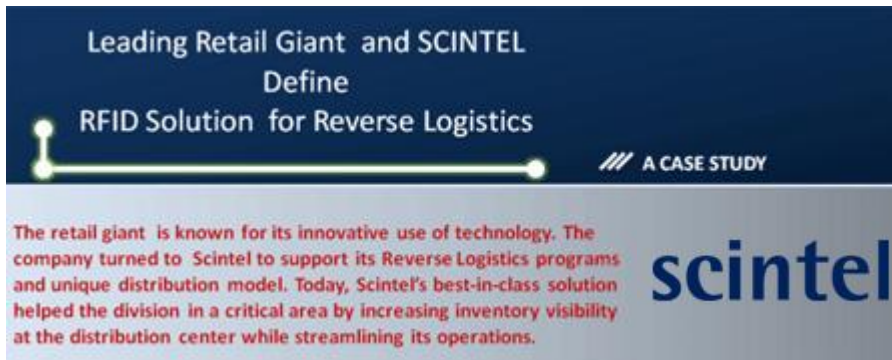 Leading Retail Giant and SCINTEL
Define
RFID Solution for Reverse Logistics
/// A CASE STUDY
The retail giant is known for its innovative use of technology. The
company turned to Scintel to support its Reverse Logistics programs
and unique distribution model. Today, Scintel's best-in-class solution
helped the division in a critical area by increasing inventory visibility
at the distribution center while streamlining its operations.
scintel